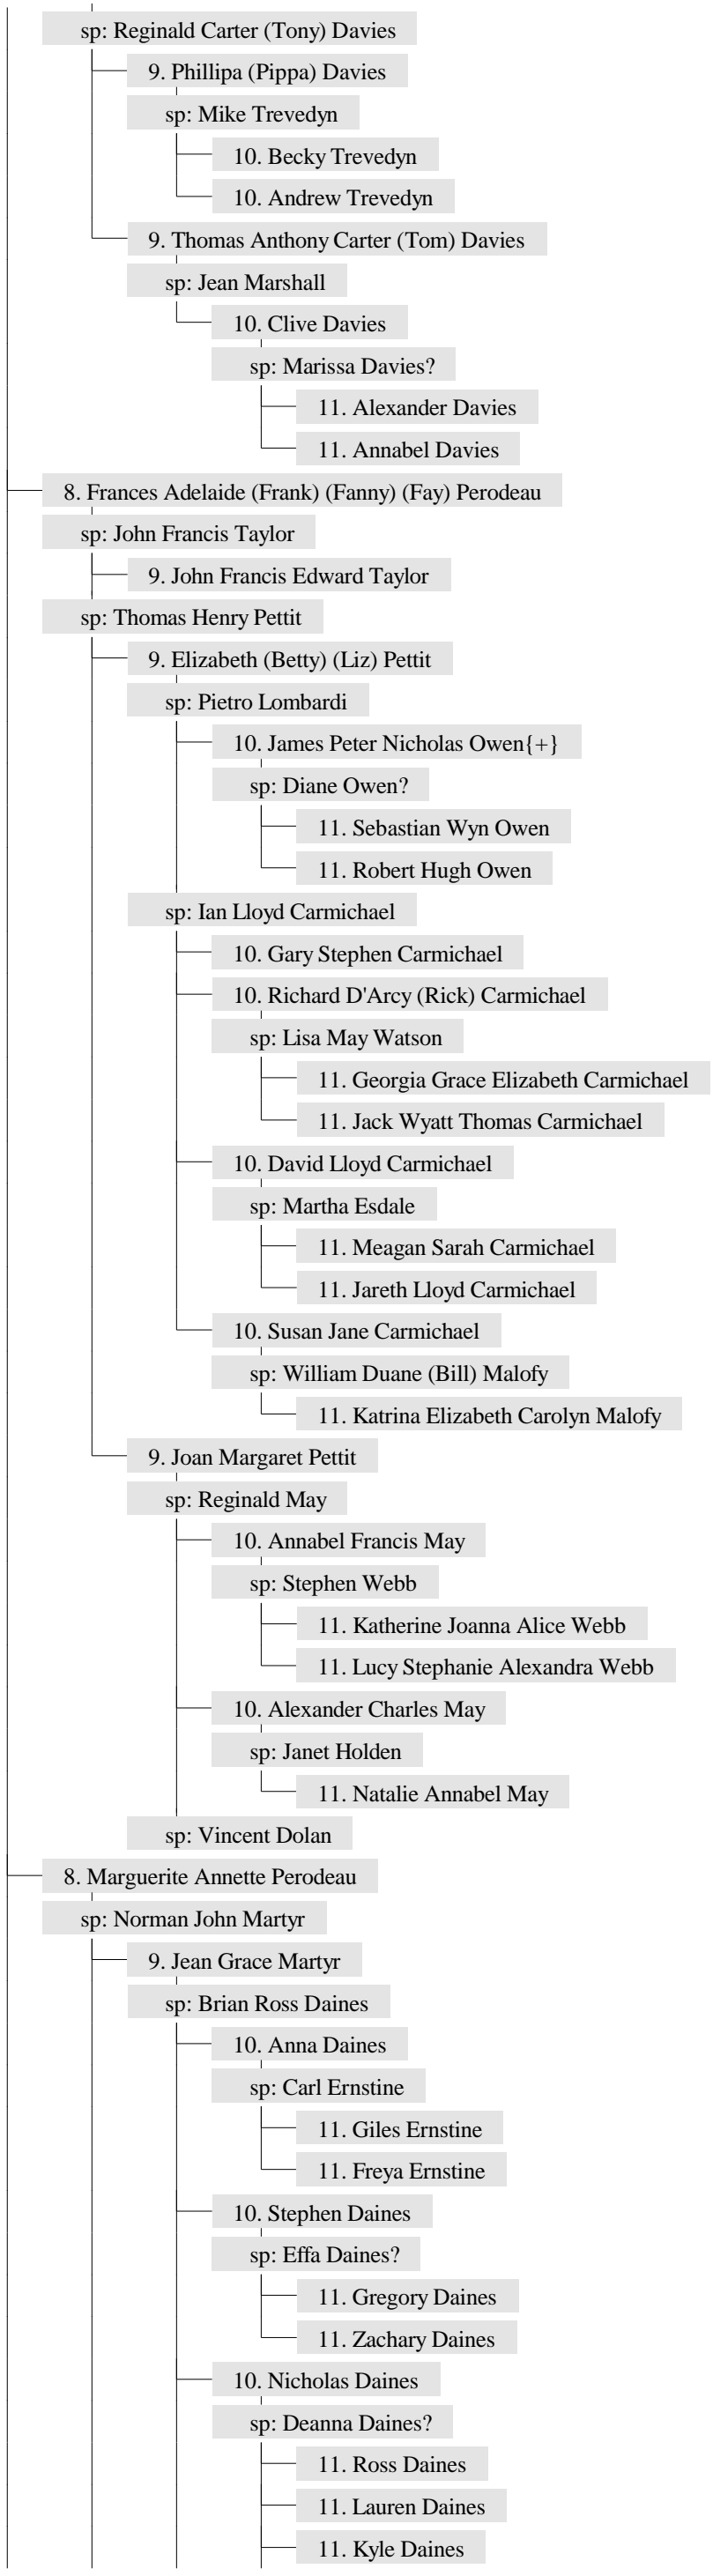 sp: Reginald Carter (Tony) Davies
9. Phillipa (Pippa) Davies
sp: Mike Trevedyn
10. Becky Trevedyn
10. Andrew Trevedyn
9. Thomas Anthony Carter (Tom) Davies
sp: Jean Marshall
10. Clive Davies
sp: Marissa Davies?
11. Alexander Davies
11. Annabel Davies
8. Frances Adelaide (Frank) (Fanny) (Fay) Perodeau
sp: John Francis Taylor
9. John Francis Edward Taylor
sp: Thomas Henry Pettit
9. Elizabeth (Betty) (Liz) Pettit
sp: Pietro Lombardi
10. James Peter Nicholas Owen{+}
sp: Diane Owen?
11. Sebastian Wyn Owen
11. Robert Hugh Owen
sp: Ian Lloyd Carmichael
10. Gary Stephen Carmichael
10. Richard D'Arcy (Rick) Carmichael
sp: Lisa May Watson
11. Georgia Grace Elizabeth Carmichael
11. Jack Wyatt Thomas Carmichael
10. David Lloyd Carmichael
sp: Martha Esdale
11. Meagan Sarah Carmichael
11. Jareth Lloyd Carmichael
10. Susan Jane Carmichael
sp: William Duane (Bill) Malofy
11. Katrina Elizabeth Carolyn Malofy
9. Joan Margaret Pettit
sp: Reginald May
10. Annabel Francis May
sp: Stephen Webb
11. Katherine Joanna Alice Webb
11. Lucy Stephanie Alexandra Webb
10. Alexander Charles May
sp: Janet Holden
11. Natalie Annabel May
sp: Vincent Dolan
8. Marguerite Annette Perodeau
sp: Norman John Martyr
9. Jean Grace Martyr
sp: Brian Ross Daines
10. Anna Daines
sp: Carl Ernstine
11. Giles Ernstine
11. Freya Ernstine
10. Stephen Daines
sp: Effa Daines?
11. Gregory Daines
11. Zachary Daines
10. Nicholas Daines
sp: Deanna Daines?
11. Ross Daines
11. Lauren Daines
11. Kyle Daines